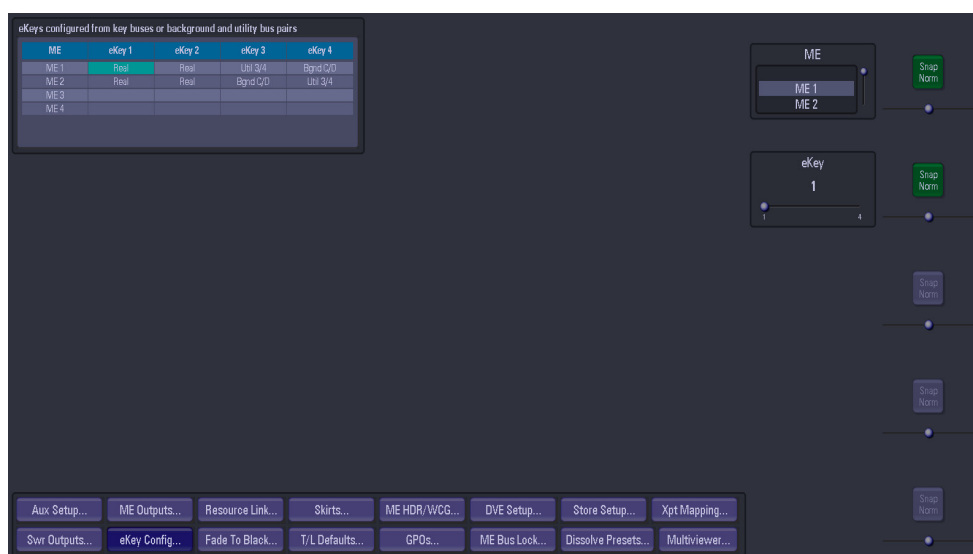 eKeys configured from key buses or background and utility bus pairs
ME eKey 1 eKey 2 eKey 3 eKey 4
ME 1 Real Real Util 3/4 Bgnd C/D
ME 2 Real Real Bgnd C/D Util 3/4
ME 3
ME 4
ME
ME 1
ME 2
Snap
Norm
eKey
1
1 4
Snap
Norm
Snap
Norm
Snap
Norm
Snap
Norm
Aux Setup... ME Outputs... Resource Link... Skirts... ME HDR/WCG... DVE Setup... Store Setup... Xpt Mapping...
Swr Outputs... eKey Config... Fade To Black... T/L Defaults... GPOs... ME Bus Lock... Dissolve Presets... Multiviewer...